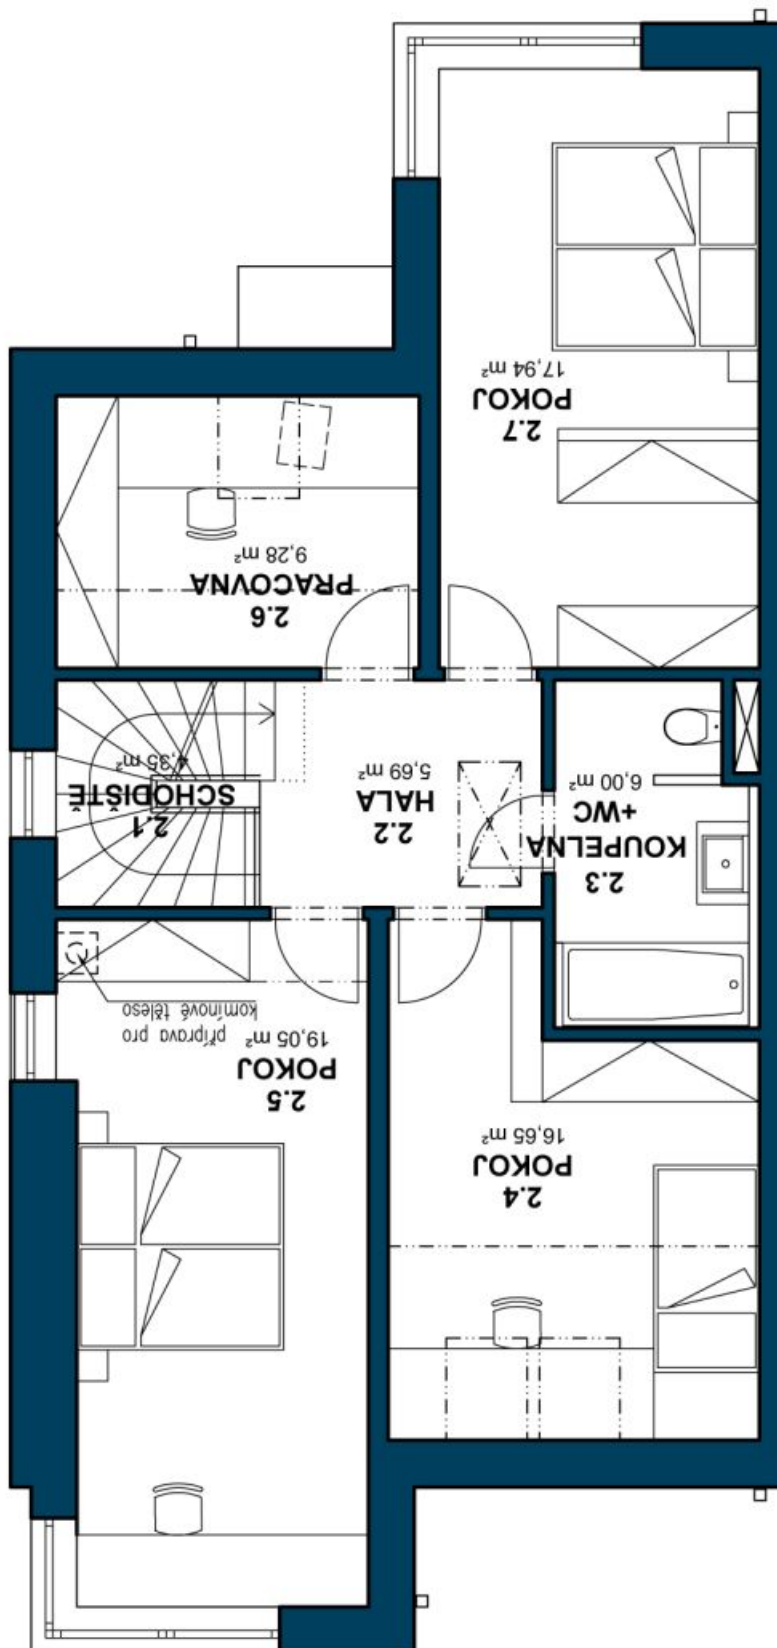 2.4
POKOJ
16,65 m²
2.5
POKOJ
19,05 m²
příprava pro
komínové těleso
2.3
KOUPELNA
+WC
6,00 m²
2.2
HALA
5,69 m²
2.1
SCHODIŠTĚ
4,35 m²
2.6
PRACOVNA
9,28 m²
2.7
POKOJ
17,94 m²